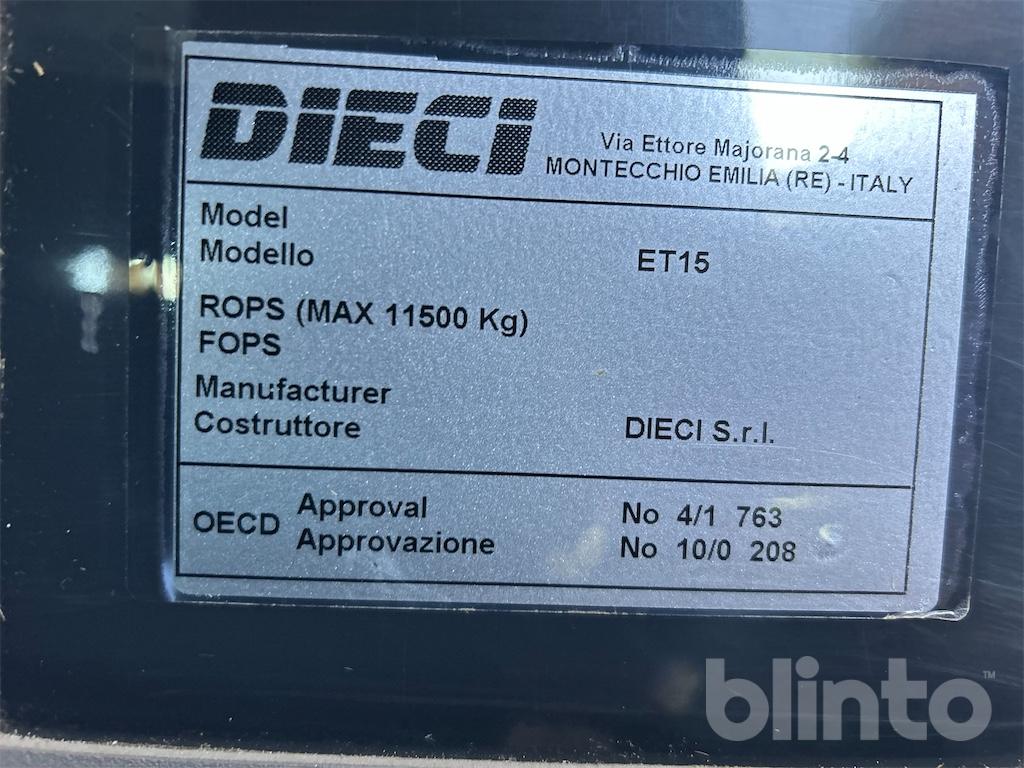 DIECI
Via Ettore Majorana 2-4
MONTECCHIO EMILIA (RE) - ITALY
Model
Modello ET15
ROPS (MAX 11500 Kg)
FOPS
Manufacturer
Costruttore DIECI S.r.l.
OECD
Approval No 4/1 763
Approvazione No 10/0 208
blinto™